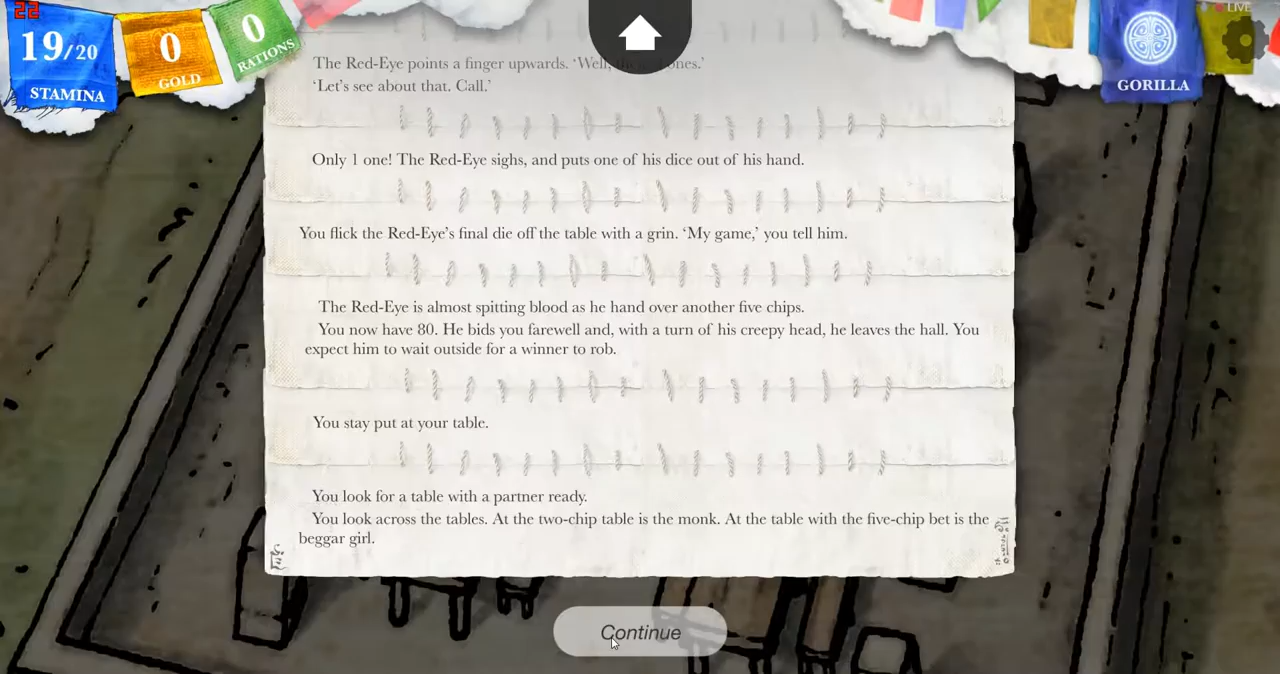 22
LIVE
19/20
STAMINA
0
GOLD
0
RATIONS
GORILLA
The Red-Eye points a finger upwards. ‘Well, ones.’
‘Let’s see about that. Call.’
Only 1 one! The Red-Eye sighs, and puts one of his dice out of his hand.
You flick the Red-Eye’s final die off the table with a grin. ‘My game,’ you tell him.
The Red-Eye is almost spitting blood as he hand over another five chips.
You now have 80. He bids you farewell and, with a turn of his creepy head, he leaves the hall. You
expect him to wait outside for a winner to rob.
You stay put at your table.
You look for a table with a partner ready.
You look across the tables. At the two-chip table is the monk. At the table with the five-chip bet is the
beggar girl.
Continue